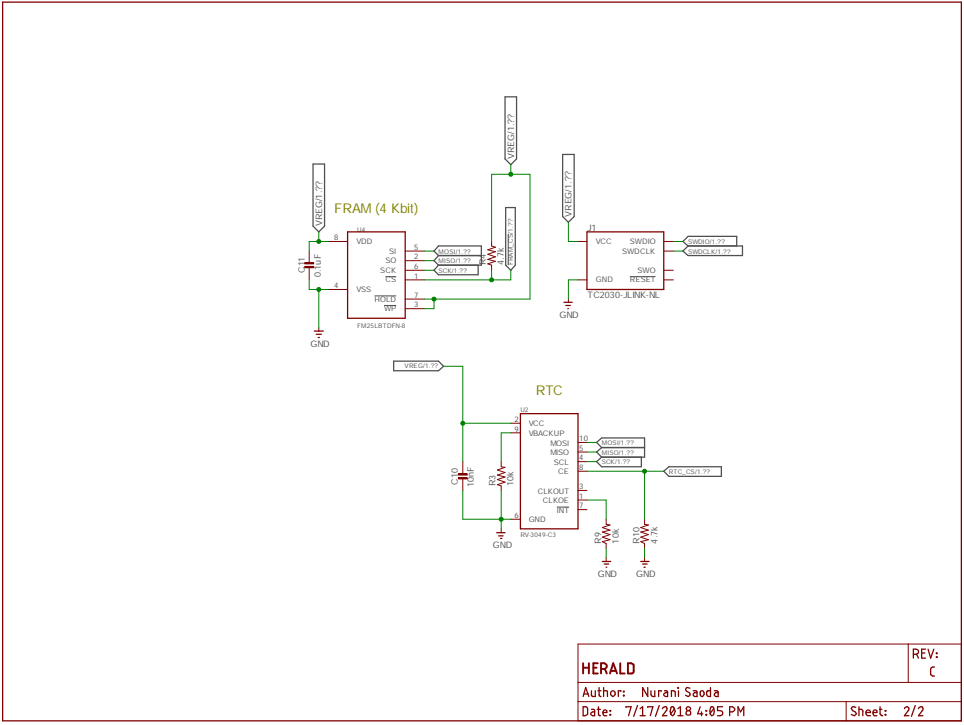 VREG/1.??
VREG/1.??
VREG/1.??
FRAM (4 Kbit)
U4
8 VDD
SI 5 MOSI/1.??
SO 2 MISO/1.??
SCK 6 SCK/1.??
CS 1
4 VSS
HOLD 7
WP 3
FM25LBTDFN-8
C11
0.1uF
GND
R4
4.7k
FRAM_CS/1.??
J1
VCC SWDIO SWDIO/1.??
SWDCLK SWDCLK/1.??
SWO
GND RESET
TC2030-JLINK-NL
GND
VREG/1.??
RTC
U2
2 VCC
9 VBACKUP
MOSI 10 MOSI/1.??
MISO 5 MISO/1.??
SCL 4 SCK/1.??
CE 8 RTC_CS/1.??
CLKOUT 3
CLKOE 1
INT 7
6 GND
RV-3049-C3
C10
10nF
R3
10k
GND
R9
10k
GND
R10
4.7k
GND
HERALD
REV:
C
Author: Nurani Saoda
Date: 7/17/2018 4:05 PM
Sheet: 2/2